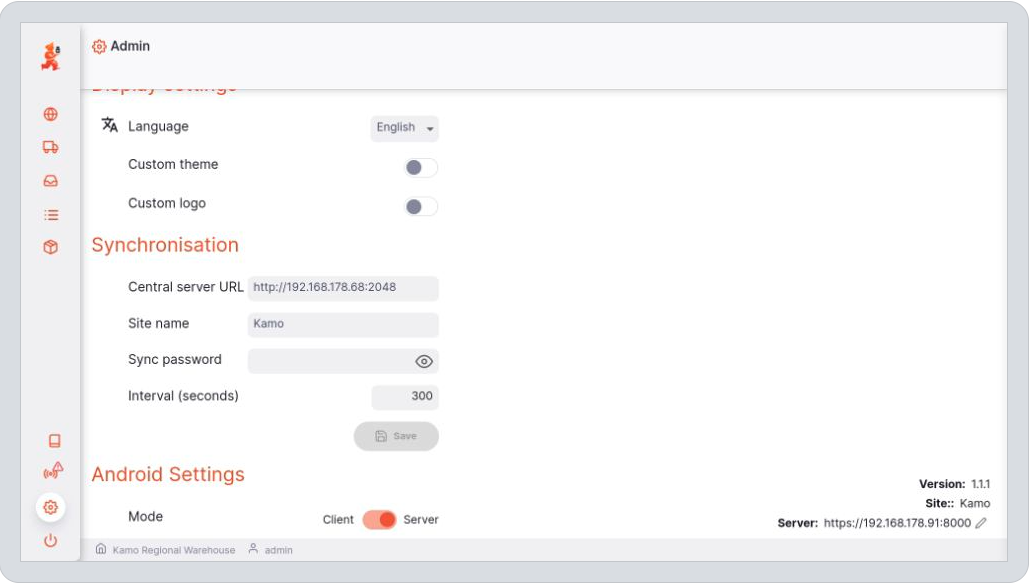 Admin
Display settings
Language
English
Custom theme
Custom logo
Synchronisation
Central server URL http://192.168.178.68:2048
Site name Kamo
Sync password
Interval (seconds) 300
Save
Android Settings
Version: 1.1.1
Site:: Kamo
Mode Client Server
Server: https://192.168.178.91:8000
Kamo Regional Warehouse admin